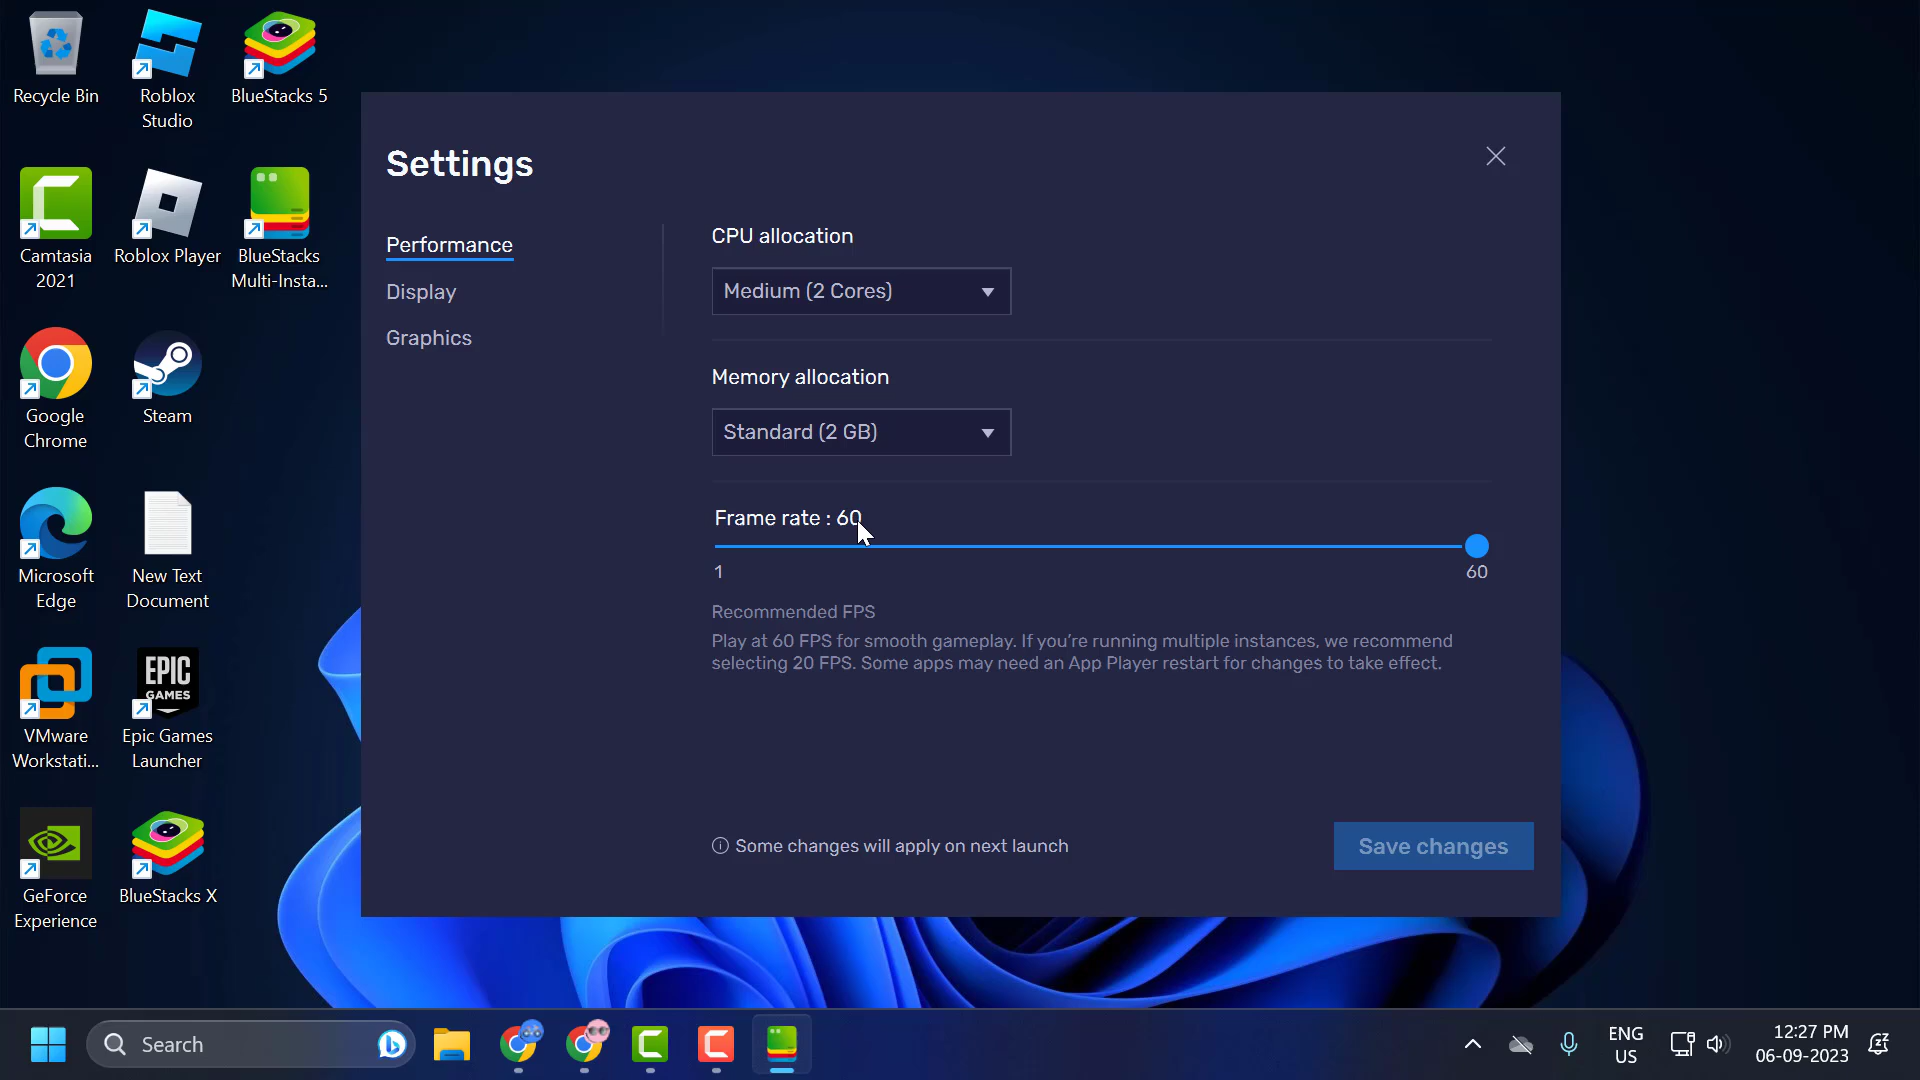 Recycle Bin
Roblox
Studio
BlueStacks 5
Camtasia
2021
Roblox Player
BlueStacks
Multi-Insta...
Google
Chrome
Steam
Microsoft
Edge
New Text
Document
VMware
Workstati...
EPIC
GAMES
Epic Games
Launcher
GeForce
Experience
BlueStacks X
Settings
Performance
Display
Graphics
CPU allocation
Medium (2 Cores)
Memory allocation
Standard (2 GB)
Frame rate : 60
1
60
Recommended FPS
Play at 60 FPS for smooth gameplay. If you’re running multiple instances, we recommend
selecting 20 FPS. Some apps may need an App Player restart for changes to take effect.
Some changes will apply on next launch
Save changes
Search
ENG
US
12:27 PM
06-09-2023